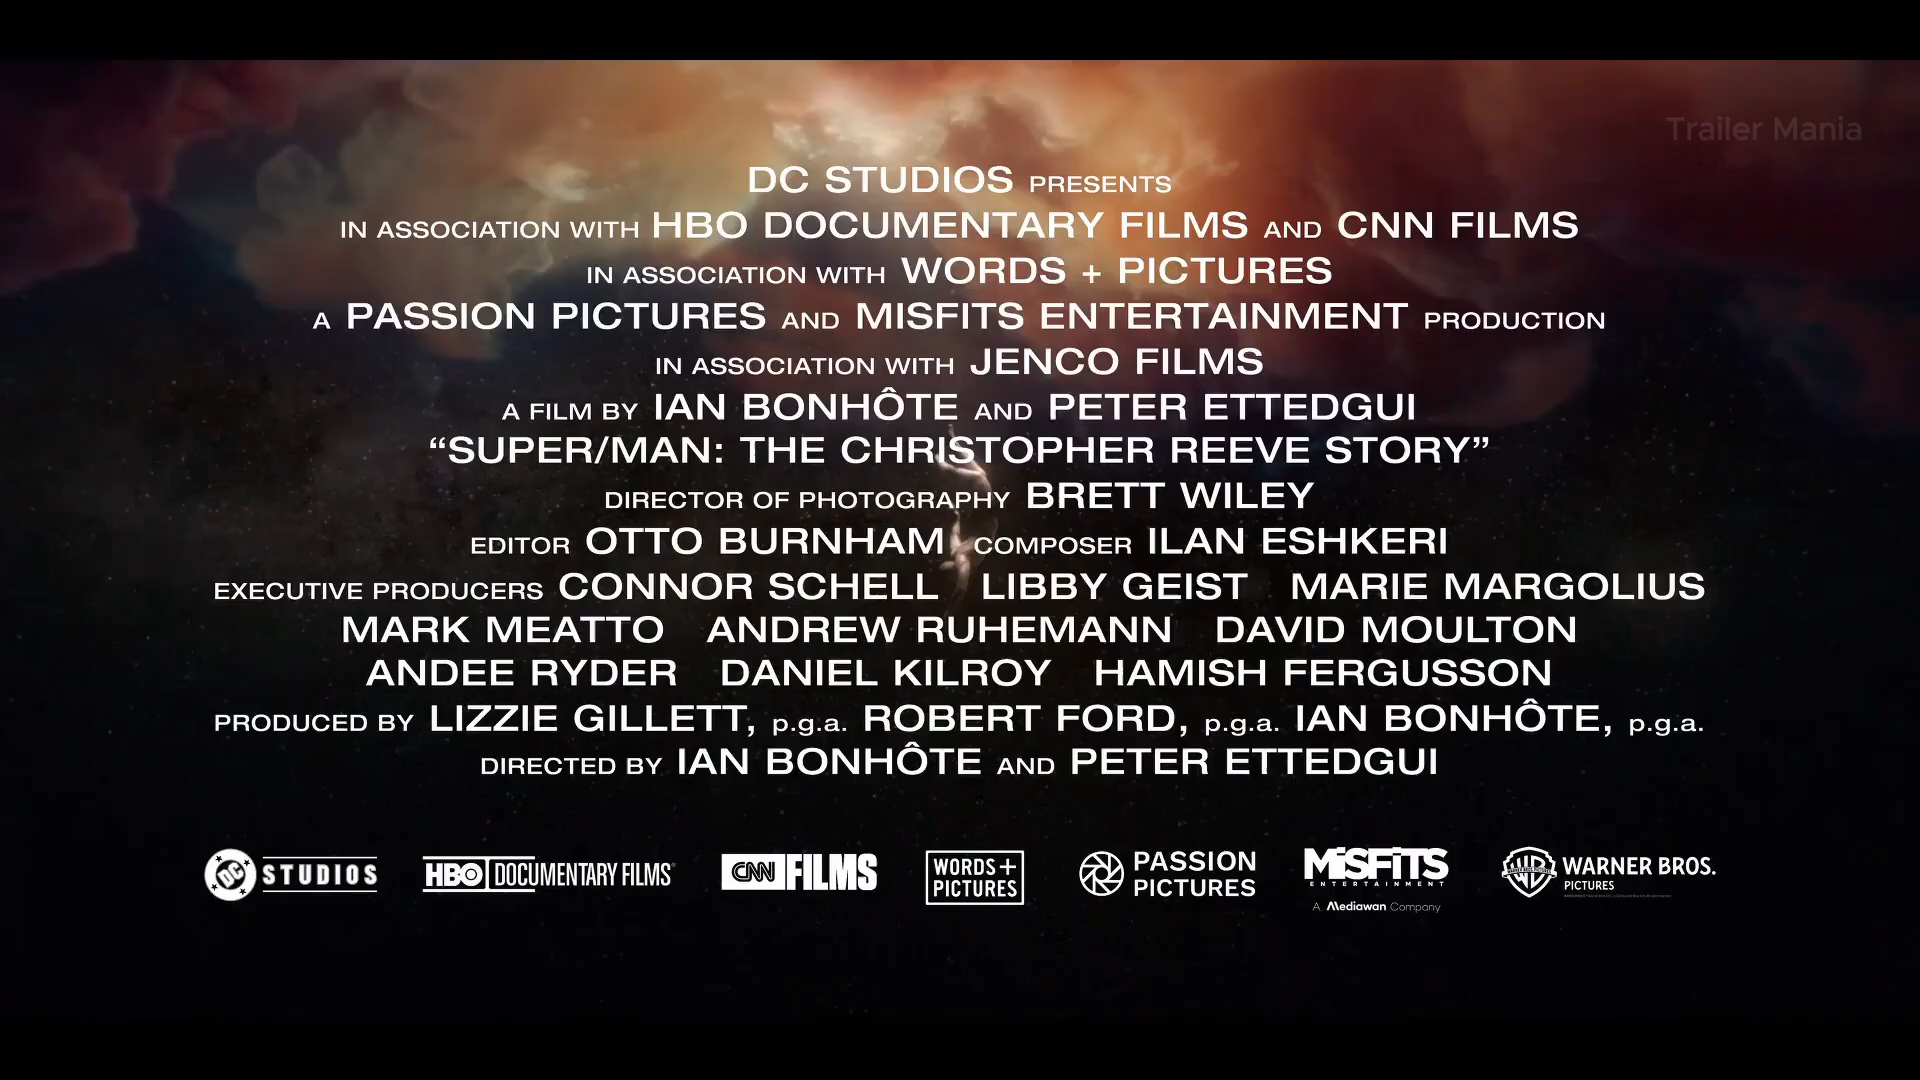 Trailer Mania
DC STUDIOS PRESENTS
IN ASSOCIATION WITH HBO DOCUMENTARY FILMS AND CNN FILMS
IN ASSOCIATION WITH WORDS + PICTURES
A PASSION PICTURES AND MISFITS ENTERTAINMENT PRODUCTION
IN ASSOCIATION WITH JENCO FILMS
A FILM BY IAN BONHÔTE AND PETER ETTEDGUI
“SUPER/MAN: THE CHRISTOPHER REEVE STORY”
DIRECTOR OF PHOTOGRAPHY BRETT WILEY
EDITOR OTTO BURNHAM COMPOSER ILAN ESHKERI
EXECUTIVE PRODUCERS CONNOR SCHELL LIBBY GEIST MARIE MARGOLIUS
MARK MEATTO ANDREW RUHEMANN DAVID MOULTON
ANDEE RYDER DANIEL KILROY HAMISH FERGUSSON
PRODUCED BY LIZZIE GILLETT, p.g.a. ROBERT FORD, p.g.a. IAN BONHÔTE, p.g.a.
DIRECTED BY IAN BONHÔTE AND PETER ETTEDGUI
DC STUDIOS
HBO DOCUMENTARY FILMS
CNN FILMS
WORDS+
PICTURES
PASSION
PICTURES
MiSFiTS
ENTERTAINMENT
A Mediawan Company
WB
WARNER BROS.
PICTURES